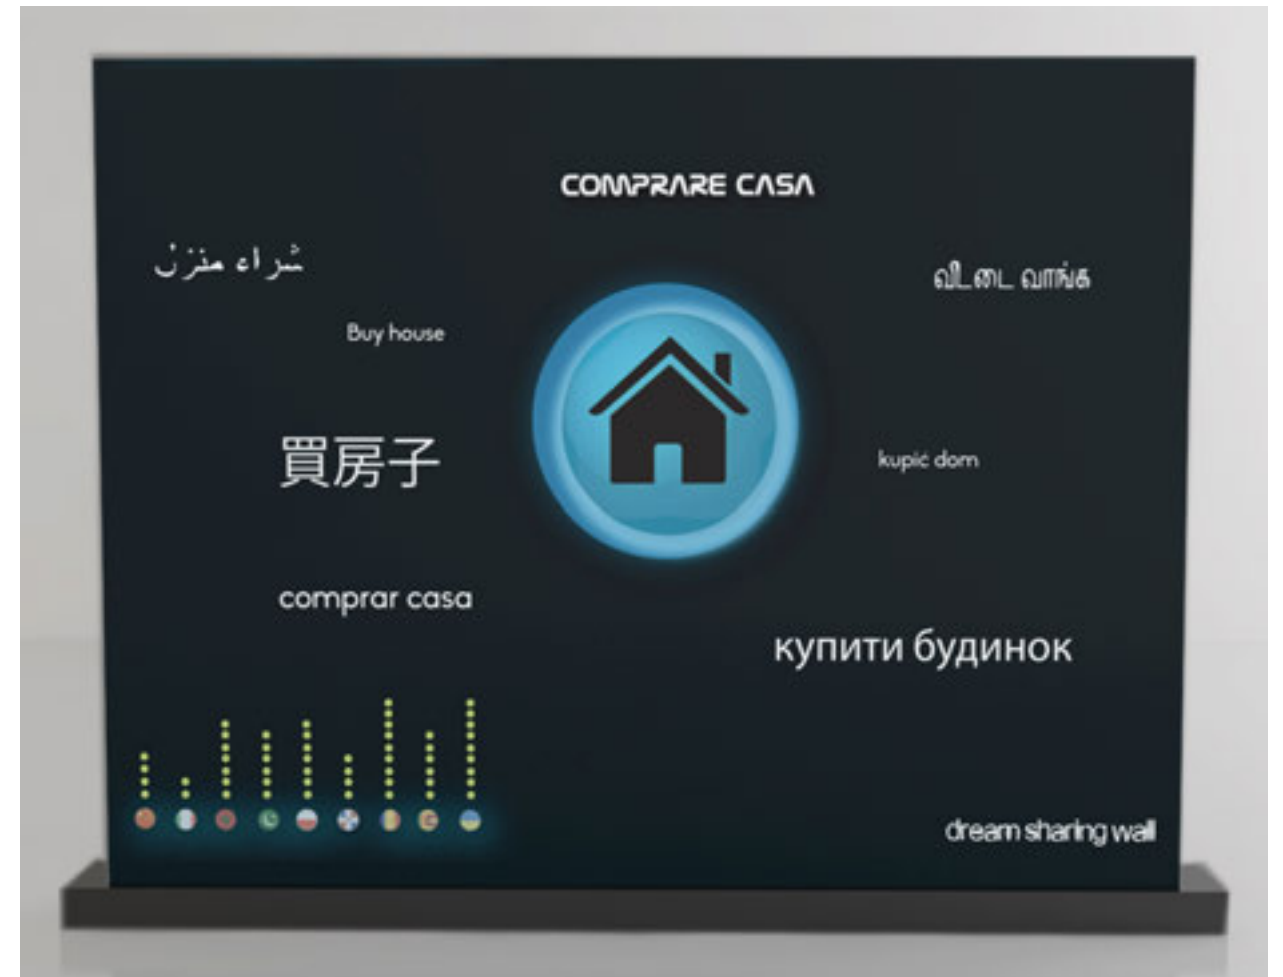 COMPRARE CASA
شراء منزل
வீட்டை வாங்க
Buy house
買房子
kupić dom
comprar casa
купити будинок
dream sharing wall